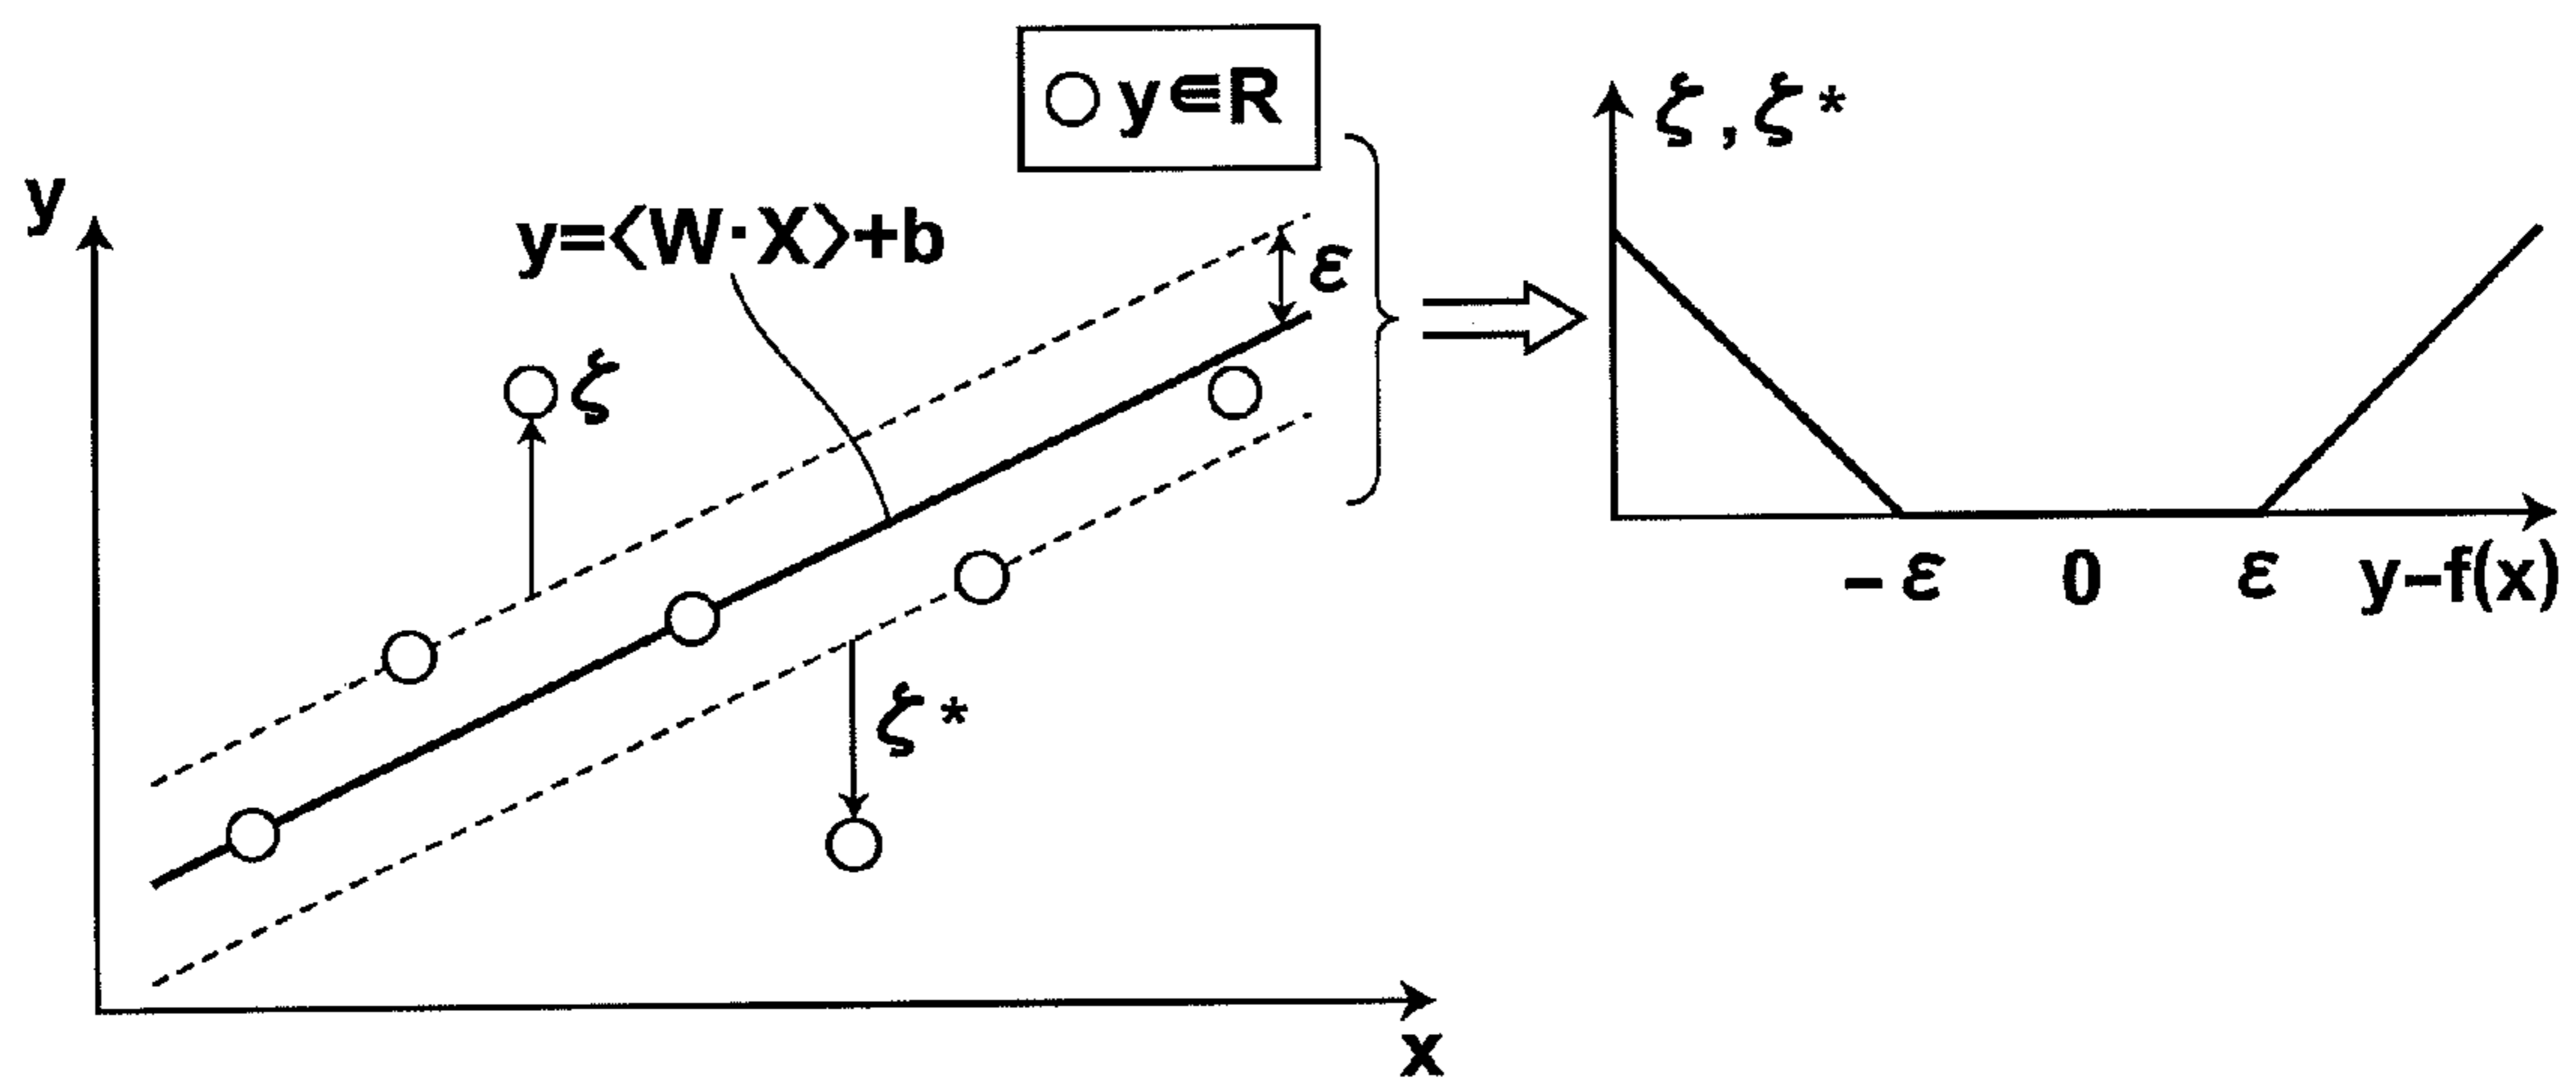 y∈R
ζ, ζ*
y
y=⟨W·X⟩+b
ε
ζ
ζ*
-ε 0 ε y-f(x)
x